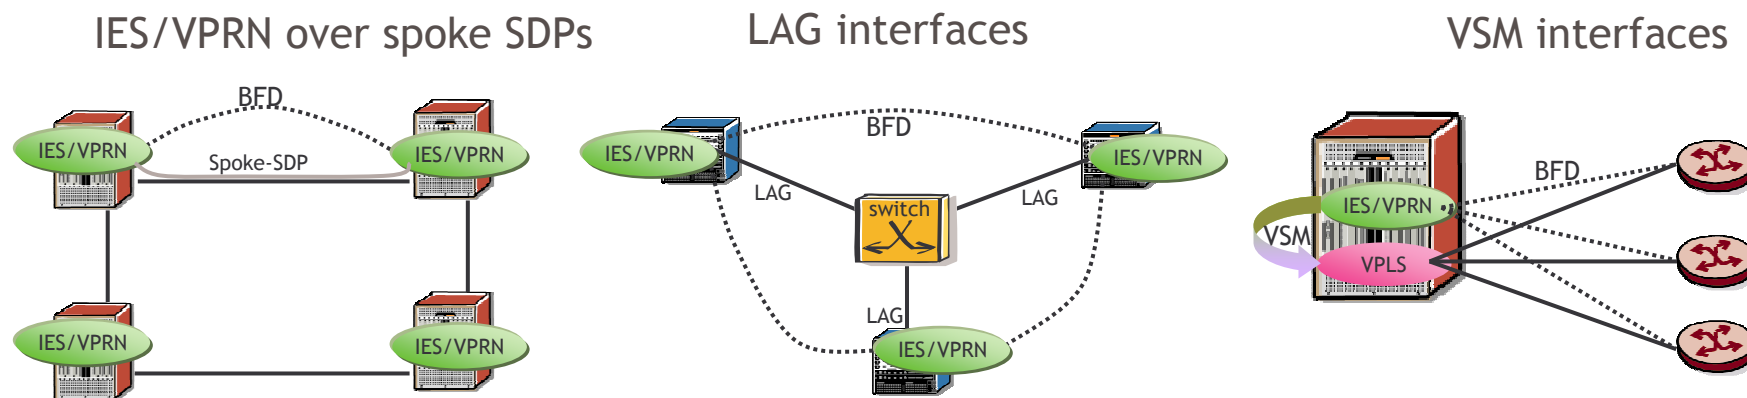 IES/VPRN over spoke SDPs
BFD
IES/VPRN
IES/VPRN
Spoke-SDP
IES/VPRN
IES/VPRN
LAG interfaces
BFD
IES/VPRN
IES/VPRN
LAG
LAG
switch
LAG
IES/VPRN
VSM interfaces
BFD
IES/VPRN
VSM
VPLS